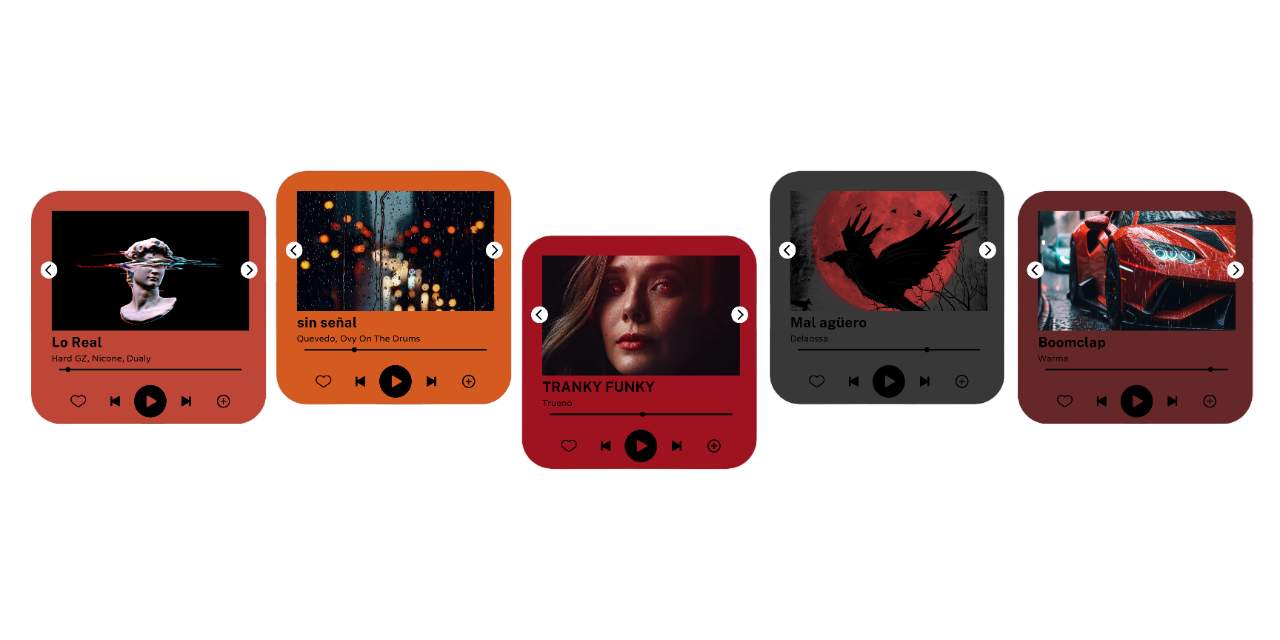 Lo Real
Hard GZ, Nicone, Dualy
sin señal
Quevedo, Ovy On The Drums
TRANKY FUNKY
Trueno
Mal agüero
Delaossa
Boomclap
Warma